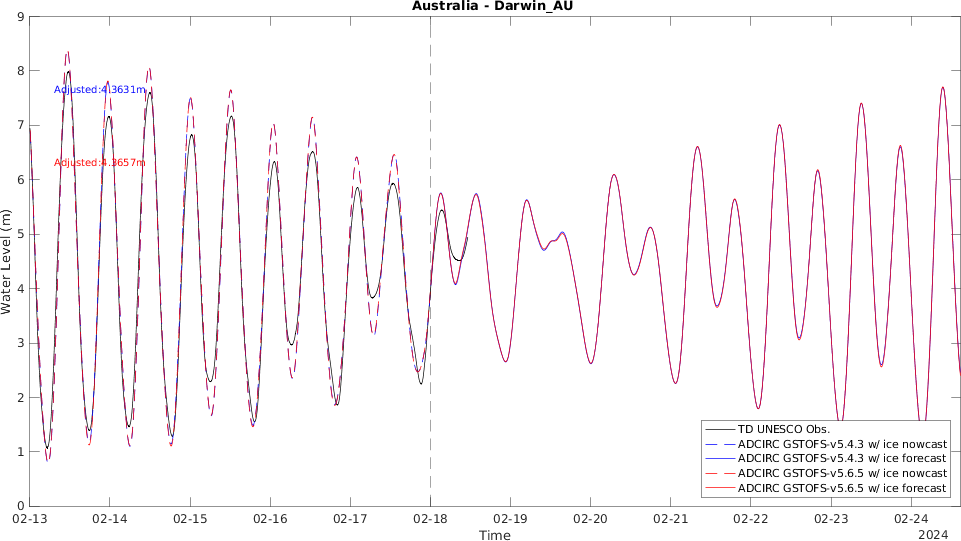 Australia - Darwin_AU
9
8
7
6
5
4
3
2
1
0
Water Level (m)
Adjusted:4.3631m
Adjusted:4.3657m
TD UNESCO Obs.
ADCIRC GSTOFS-v5.4.3 w/ ice nowcast
ADCIRC GSTOFS-v5.4.3 w/ ice forecast
ADCIRC GSTOFS-v5.6.5 w/ ice nowcast
ADCIRC GSTOFS-v5.6.5 w/ ice forecast
02-13 02-14 02-15 02-16 02-17 02-18 02-19 02-20 02-21 02-22 02-23 02-24
Time
2024